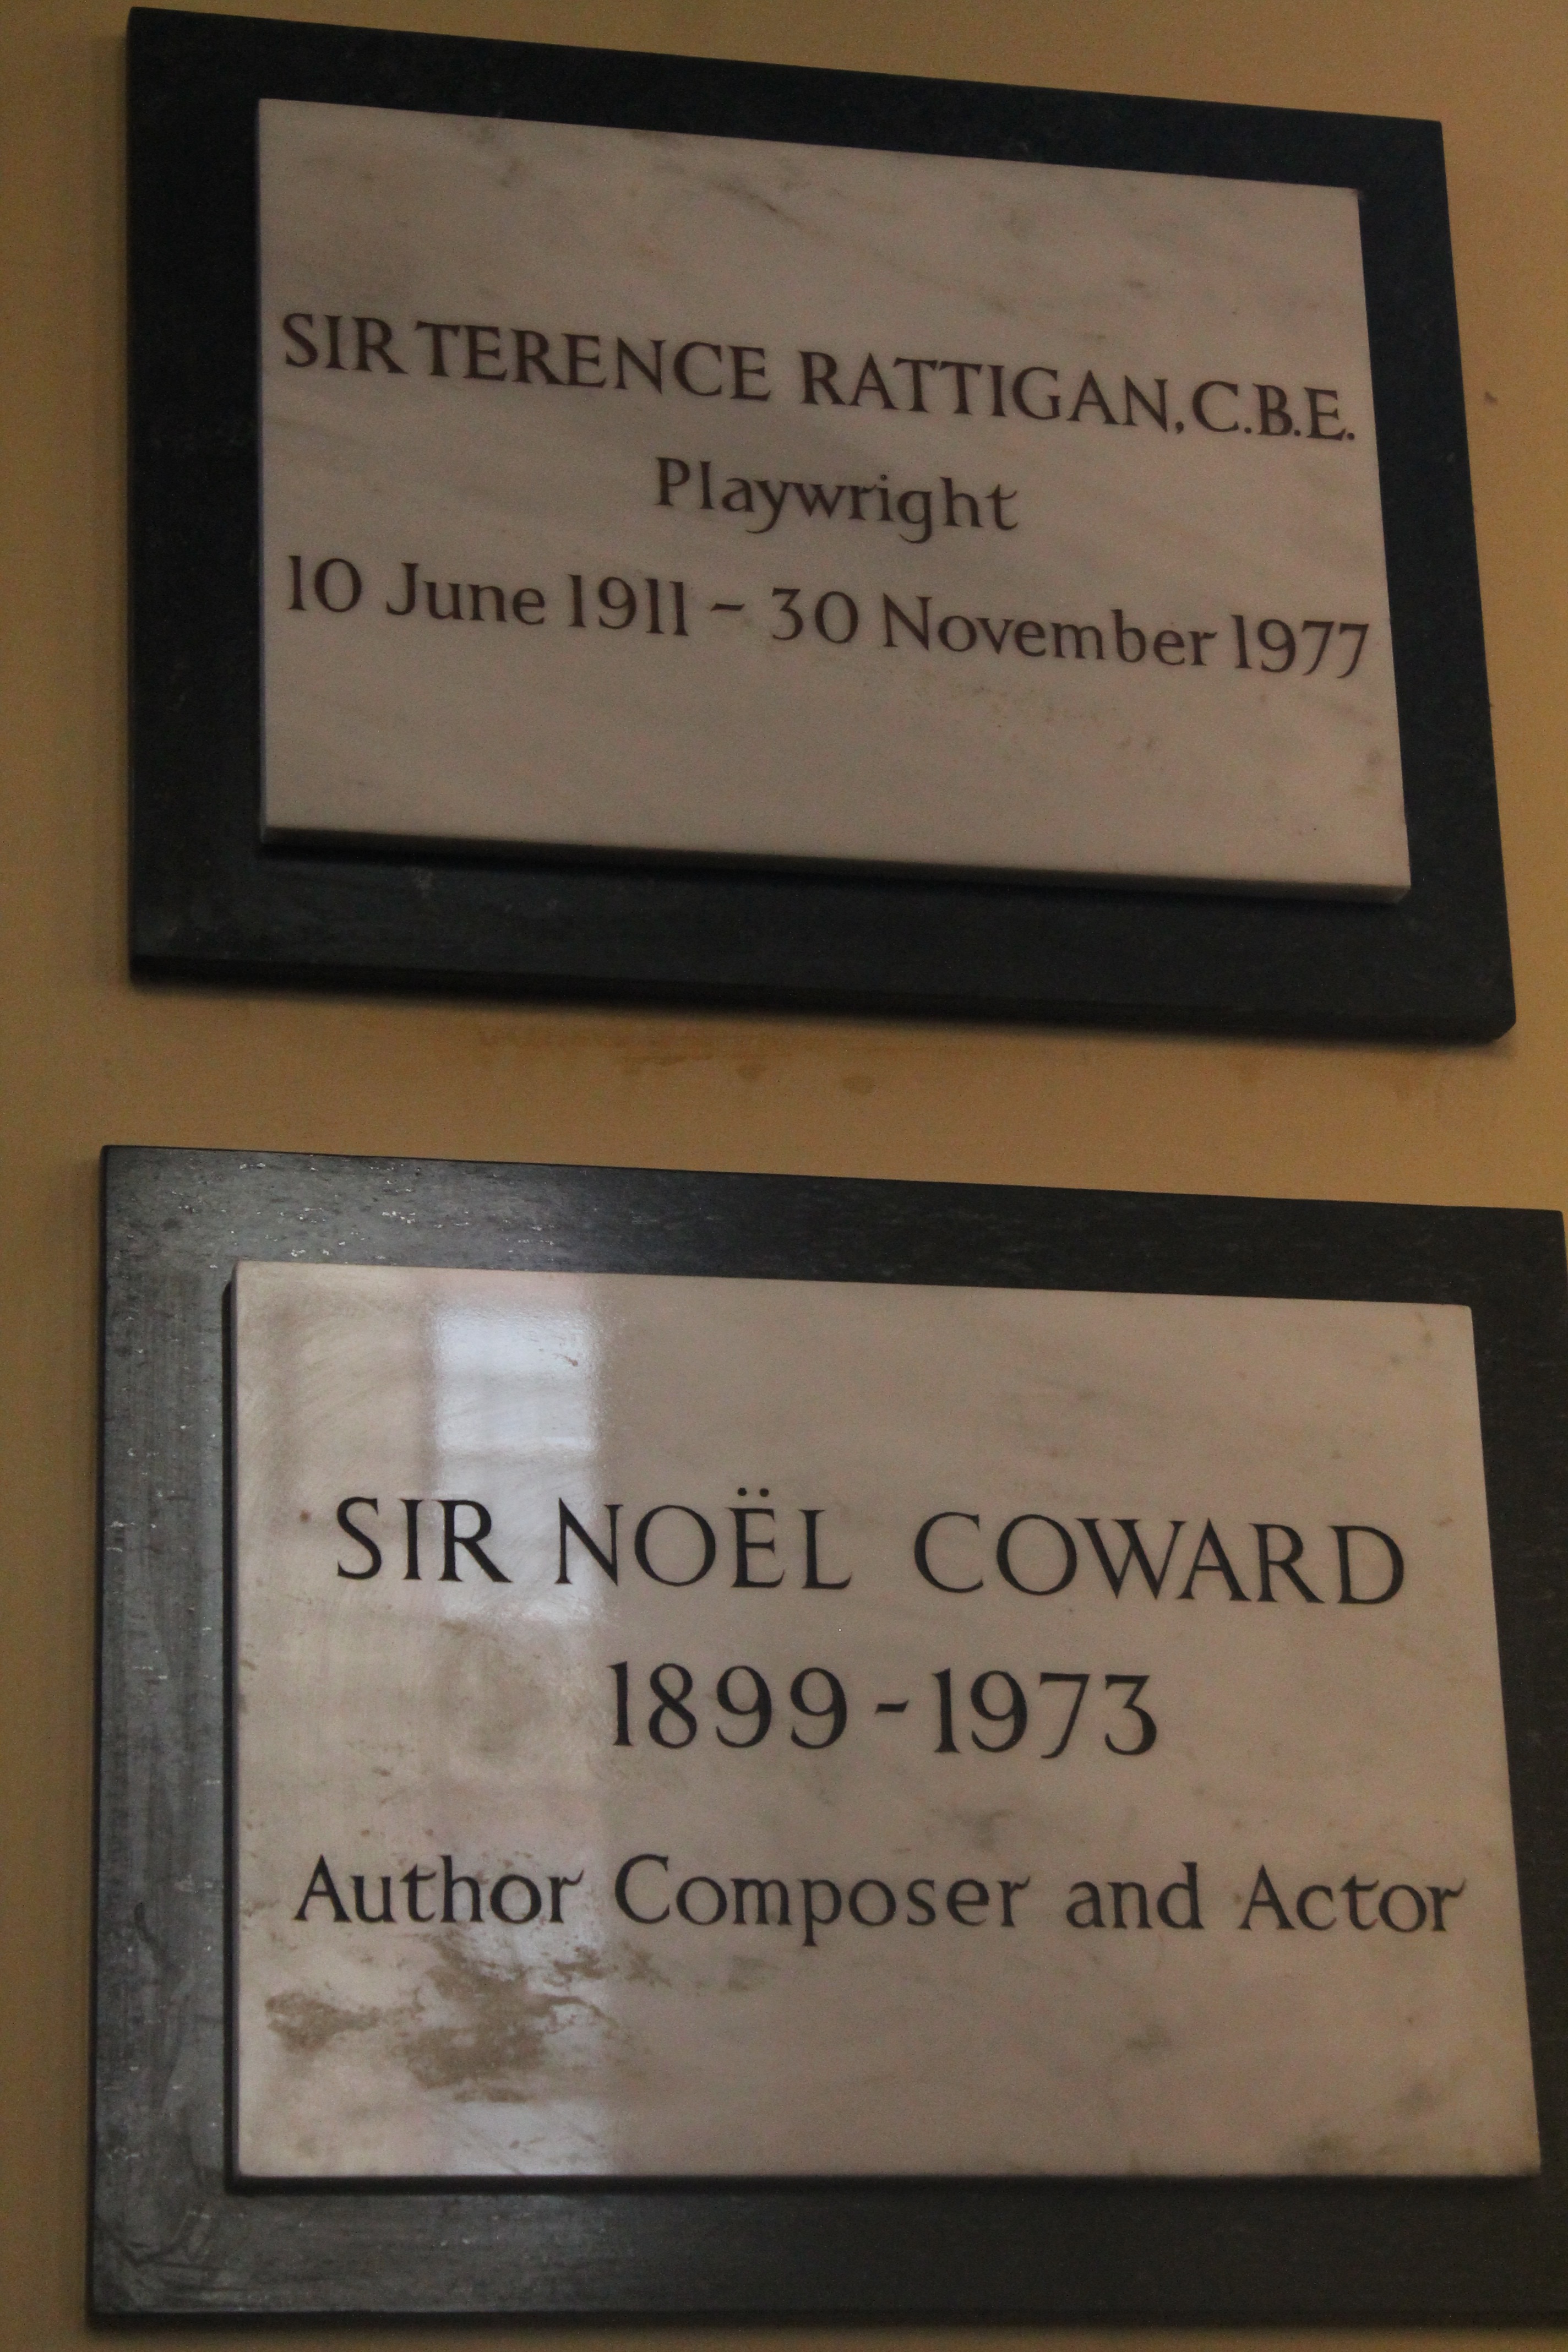 SIR TERENCE RATTIGAN, C.B.E.
Playwright
10 June 1911 - 30 November 1977
SIR NOËL COWARD
1899 - 1973
Author Composer and Actor